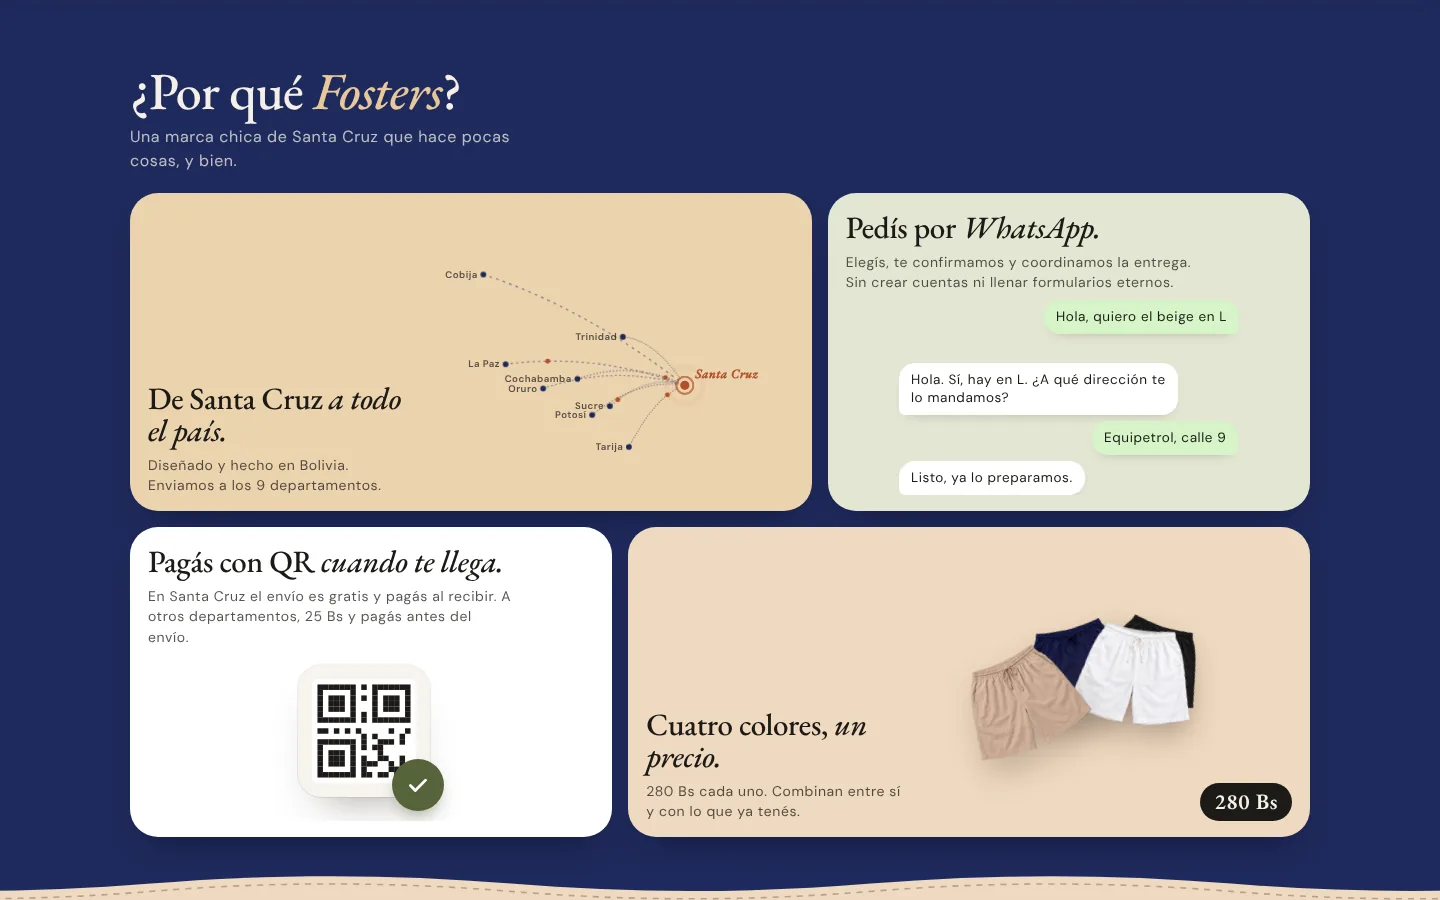 ¿Por qué Fosters?
Una marca chica de Santa Cruz que hace pocas
cosas, y bien.
Cobija
Trinidad
La Paz
Cochabamba
Oruro
Santa Cruz
Sucre
Potosí
Tarija
De Santa Cruz a todo
el país.
Diseñado y hecho en Bolivia.
Enviamos a los 9 departamentos.
Pedís por WhatsApp.
Elegís, te confirmamos y coordinamos la entrega.
Sin crear cuentas ni llenar formularios eternos.
Hola, quiero el beige en L
Hola. Sí, hay en L. ¿A qué dirección te
lo mandamos?
Equipetrol, calle 9
Listo, ya lo preparamos.
Pagás con QR cuando te llega.
En Santa Cruz el envío es gratis y pagás al recibir. A
otros departamentos, 25 Bs y pagás antes del
envío.
Cuatro colores, un
precio.
280 Bs cada uno. Combinan entre sí
y con lo que ya tenés.
280 Bs